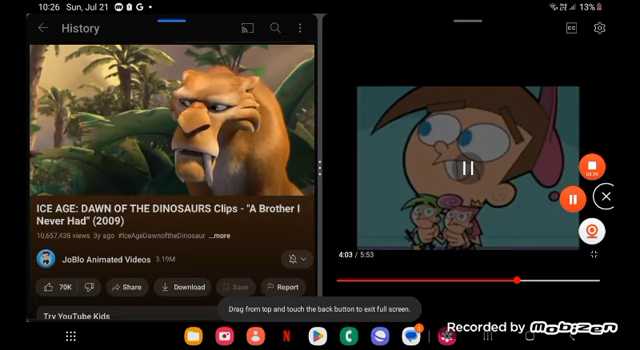 10:26 Sun, Jul 21
13%
History
CC
ICE AGE: DAWN OF THE DINOSAURS Clips - "A Brother I
Never Had" (2009)
10,657,438 views 3y ago #IceAgeDawnoftheDinosaur ...more
JoBlo Animated Videos 3.19M
70K Share Download Save Report
Try YouTube Kids
4:03 / 5:53
Drag from top and touch the back button to exit full screen.
Recorded by Mobizen